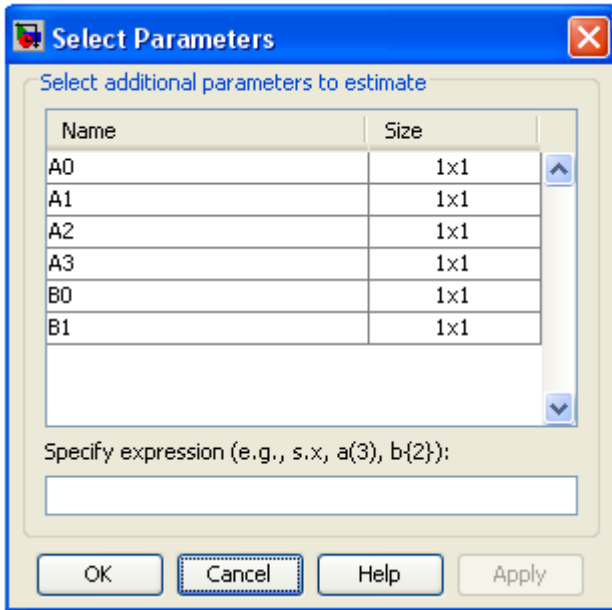 Select Parameters
Select additional parameters to estimate
Name Size
A0 1x1
A1 1x1
A2 1x1
A3 1x1
B0 1x1
B1 1x1
Specify expression (e.g., s.x, a(3), b{2}):
OK Cancel Help Apply